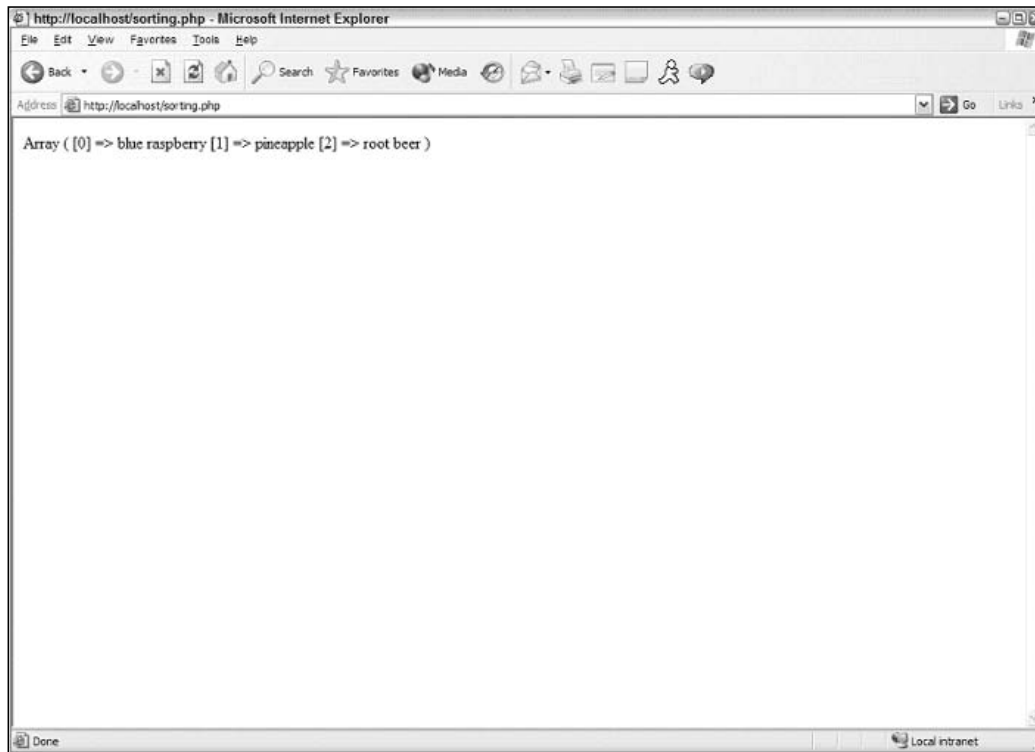 http://localhost/sorting.php - Microsoft Internet Explorer
File Edit View Favorites Tools Help
Back Search Favorites Media
Address http://localhost/sorting.php Go Links
Array ( [0] => blue raspberry [1] => pineapple [2] => root beer )
Done Local intranet